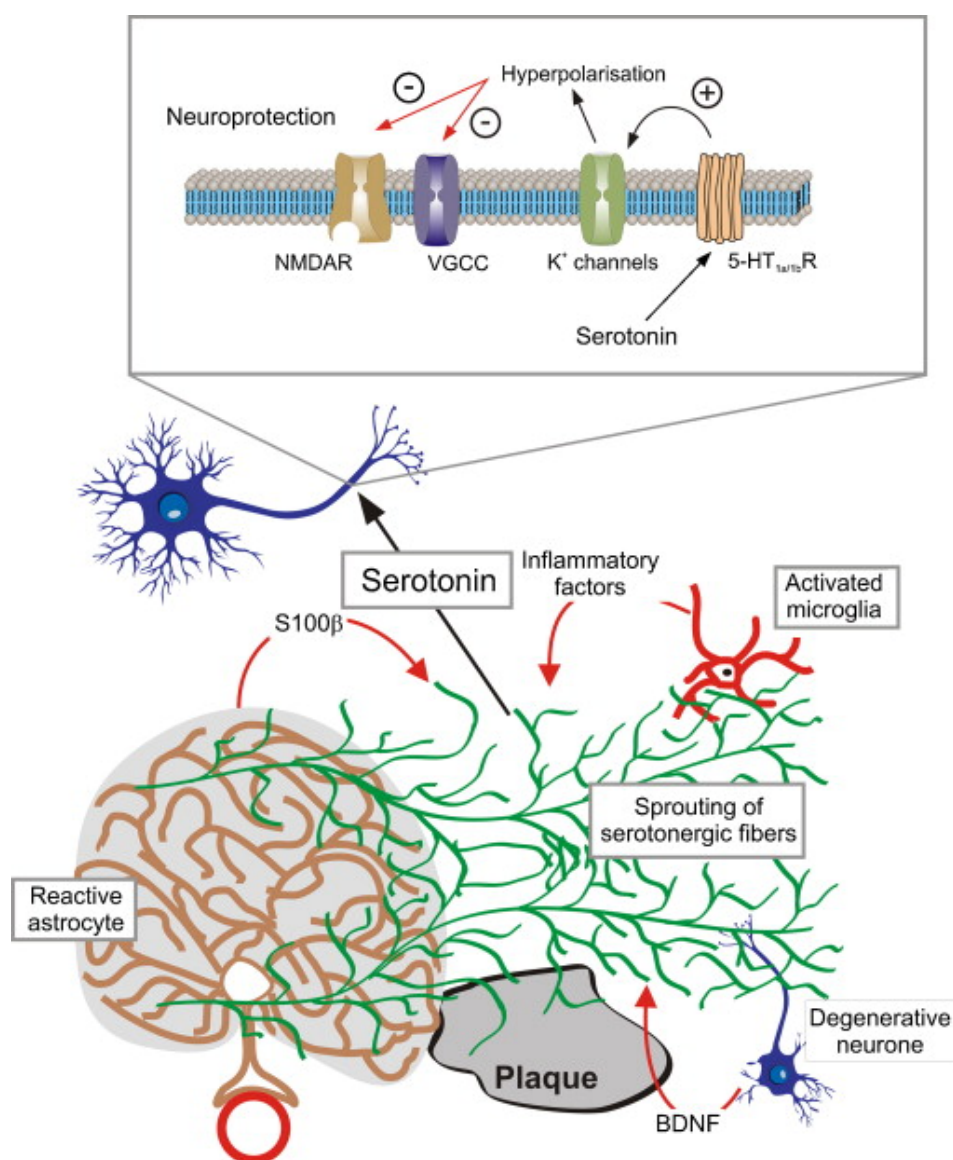 Hyperpolarisation
Neuroprotection
NMDAR
VGCC
K⁺ channels
5-HT₁ₐ/₁ᵦR
Serotonin
Serotonin
Inflammatory
factors
Activated
microglia
S100β
Sprouting of
serotonergic fibers
Reactive
astrocyte
Plaque
Degenerative
neurone
BDNF